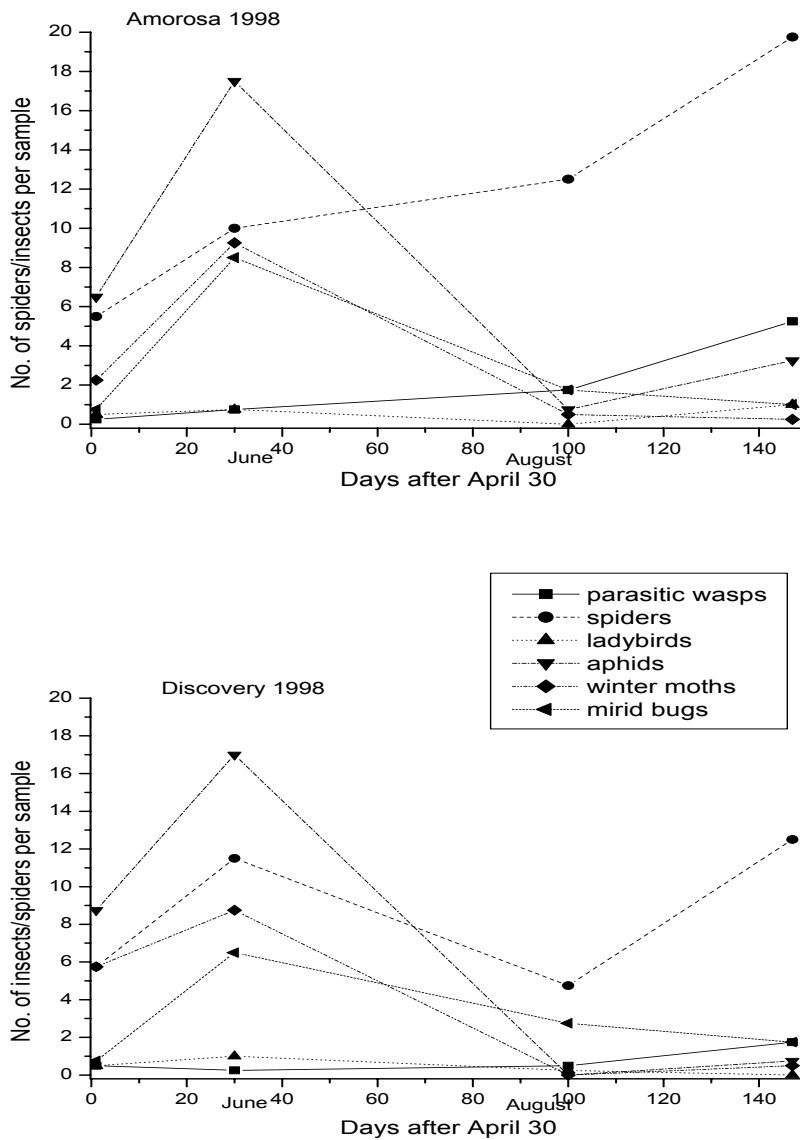 Amorosa 1998
20
18
16
14
12
10
8
6
4
2
0
No. of spiders/insects per sample
0 20 40 60 80 100 120 140
June August
Days after April 30
parasitic wasps
spiders
ladybirds
aphids
winter moths
mirid bugs
Discovery 1998
20
18
16
14
12
10
8
6
4
2
0
No. of insects/spiders per sample
0 20 40 60 80 100 120 140
June August
Days after April 30